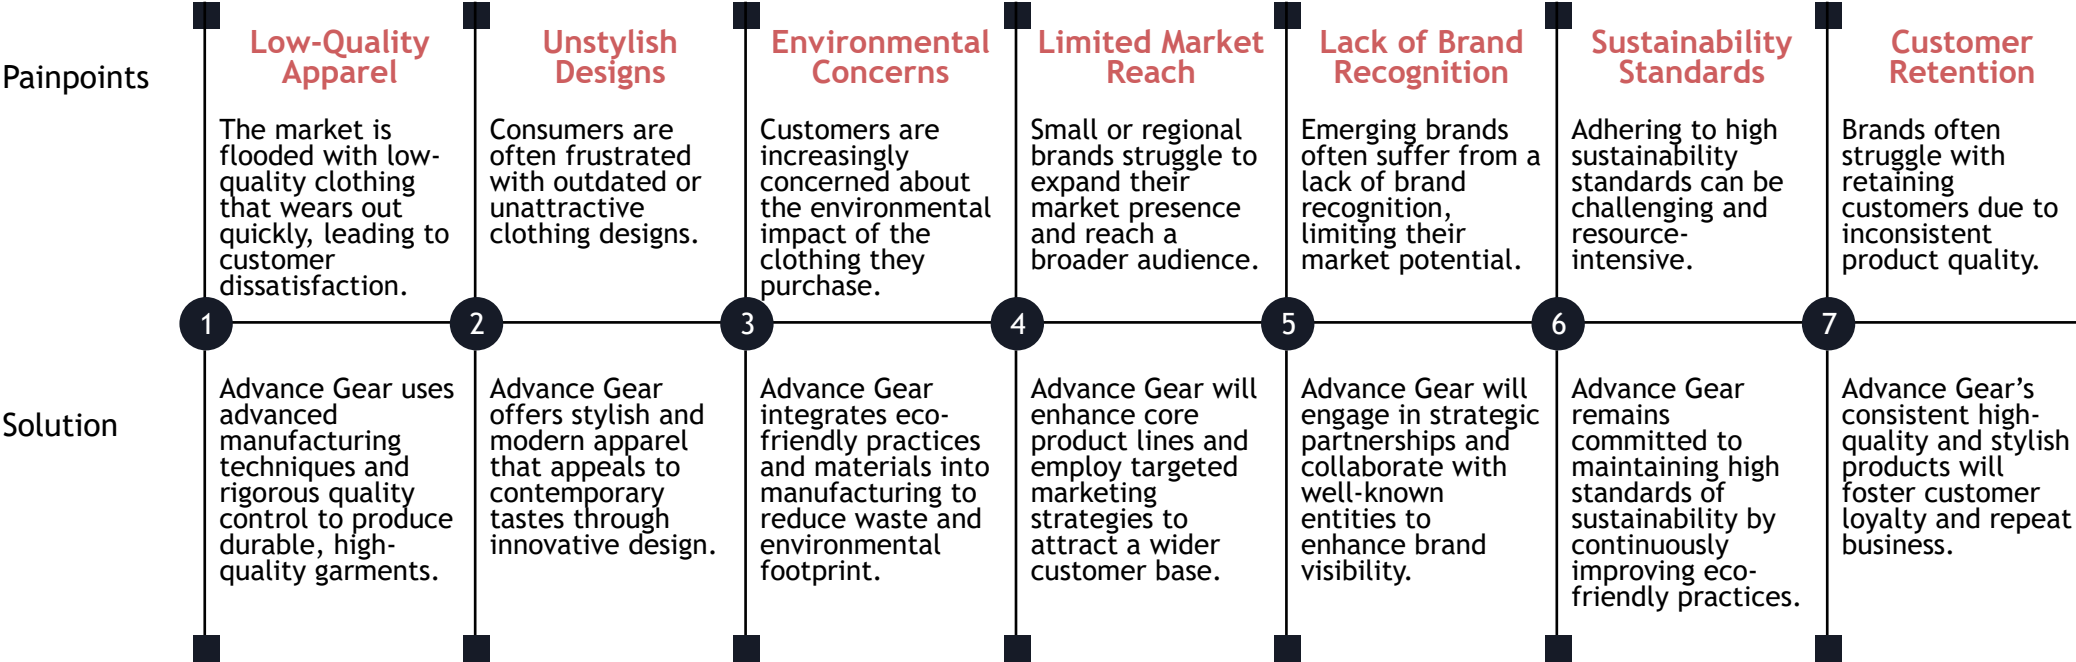 Painpoints
Low-Quality
Apparel
The market is
flooded with low-
quality clothing
that wears out
quickly, leading to
customer
dissatisfaction.
Unstylish
Designs
Consumers are
often frustrated
with outdated or
unattractive
clothing designs.
Environmental
Concerns
Customers are
increasingly
concerned about
the environmental
impact of the
clothing they
purchase.
Limited Market
Reach
Small or regional
brands struggle to
expand their
market presence
and reach a
broader audience.
Lack of Brand
Recognition
Emerging brands
often suffer from a
lack of brand
recognition,
limiting their
market potential.
Sustainability
Standards
Adhering to high
sustainability
standards can be
challenging and
resource-
intensive.
Customer
Retention
Brands often
struggle with
retaining
customers due to
inconsistent
product quality.
1
2
3
4
5
6
7
Solution
Advance Gear uses
advanced
manufacturing
techniques and
rigorous quality
control to produce
durable, high-
quality garments.
Advance Gear
offers stylish and
modern apparel
that appeals to
contemporary
tastes through
innovative design.
Advance Gear
integrates eco-
friendly practices
and materials into
manufacturing to
reduce waste and
environmental
footprint.
Advance Gear will
enhance core
product lines and
employ targeted
marketing
strategies to
attract a wider
customer base.
Advance Gear will
engage in strategic
partnerships and
collaborate with
well-known
entities to
enhance brand
visibility.
Advance Gear
remains
committed to
maintaining high
standards of
sustainability by
continuously
improving eco-
friendly practices.
Advance Gear’s
consistent high-
quality and stylish
products will
foster customer
loyalty and repeat
business.